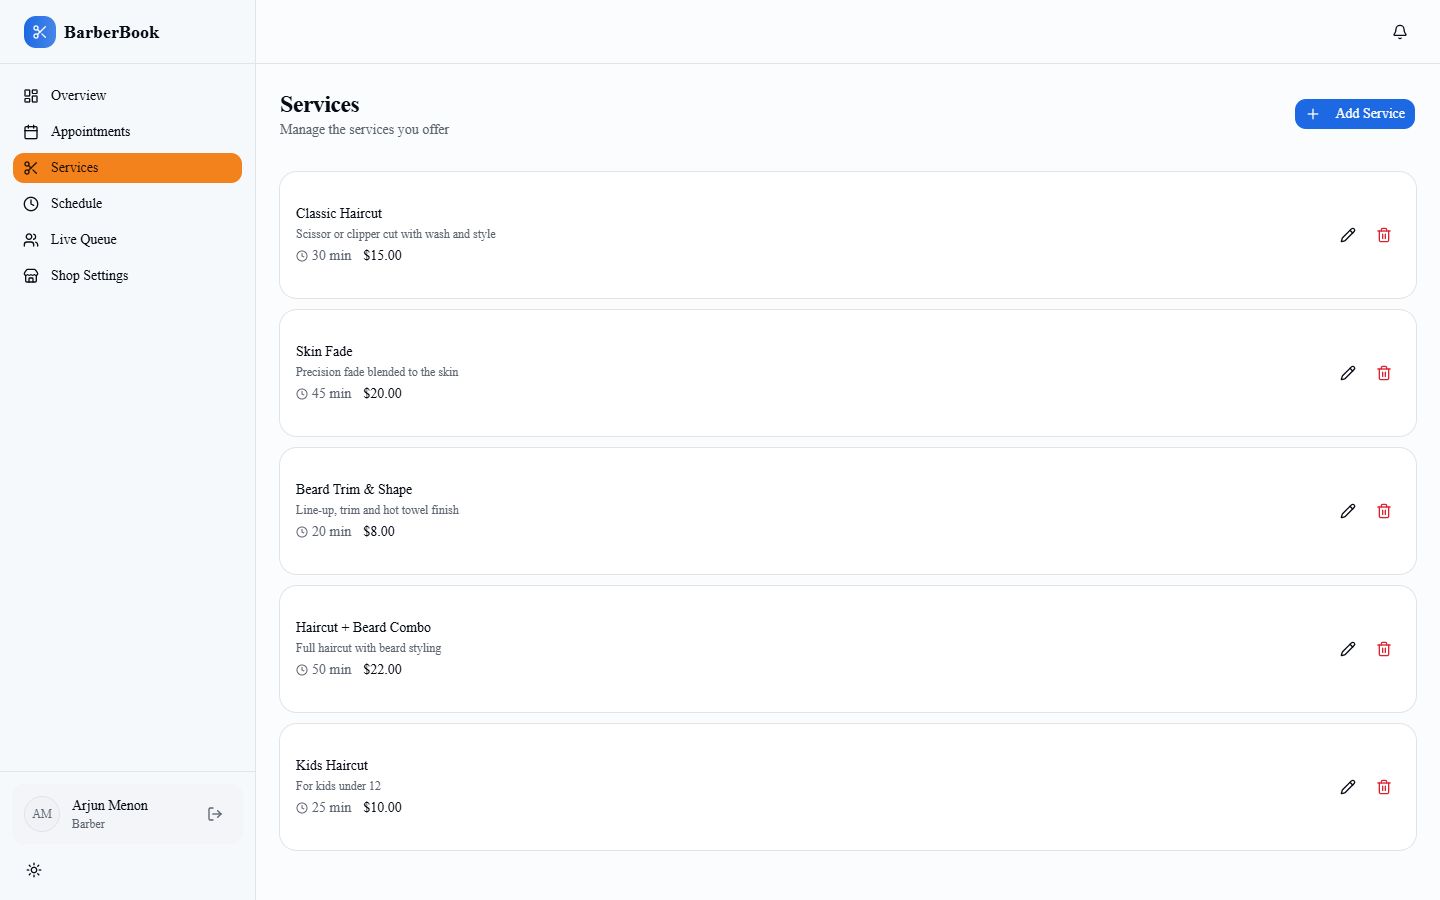 BarberBook
Overview
Appointments
Services
Schedule
Live Queue
Shop Settings
AM
Arjun Menon
Barber
Services
Manage the services you offer
Add Service
Classic Haircut
Scissor or clipper cut with wash and style
30 min $15.00
Skin Fade
Precision fade blended to the skin
45 min $20.00
Beard Trim & Shape
Line-up, trim and hot towel finish
20 min $8.00
Haircut + Beard Combo
Full haircut with beard styling
50 min $22.00
Kids Haircut
For kids under 12
25 min $10.00